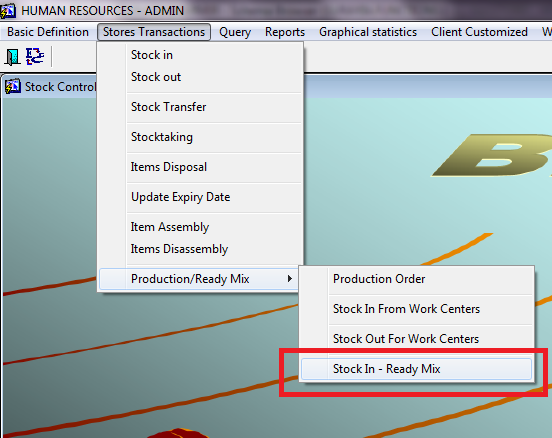 HUMAN RESOURCES - ADMIN
Basic Definition Stores Transactions Query Reports Graphical statistics Client Customized W
Stock Control
Stock in
Stock out
Stock Transfer
Stocktaking
Items Disposal
Update Expiry Date
Item Assembly
Items Disassembly
Production/Ready Mix
Production Order
Stock In From Work Centers
Stock Out For Work Centers
Stock In - Ready Mix
B